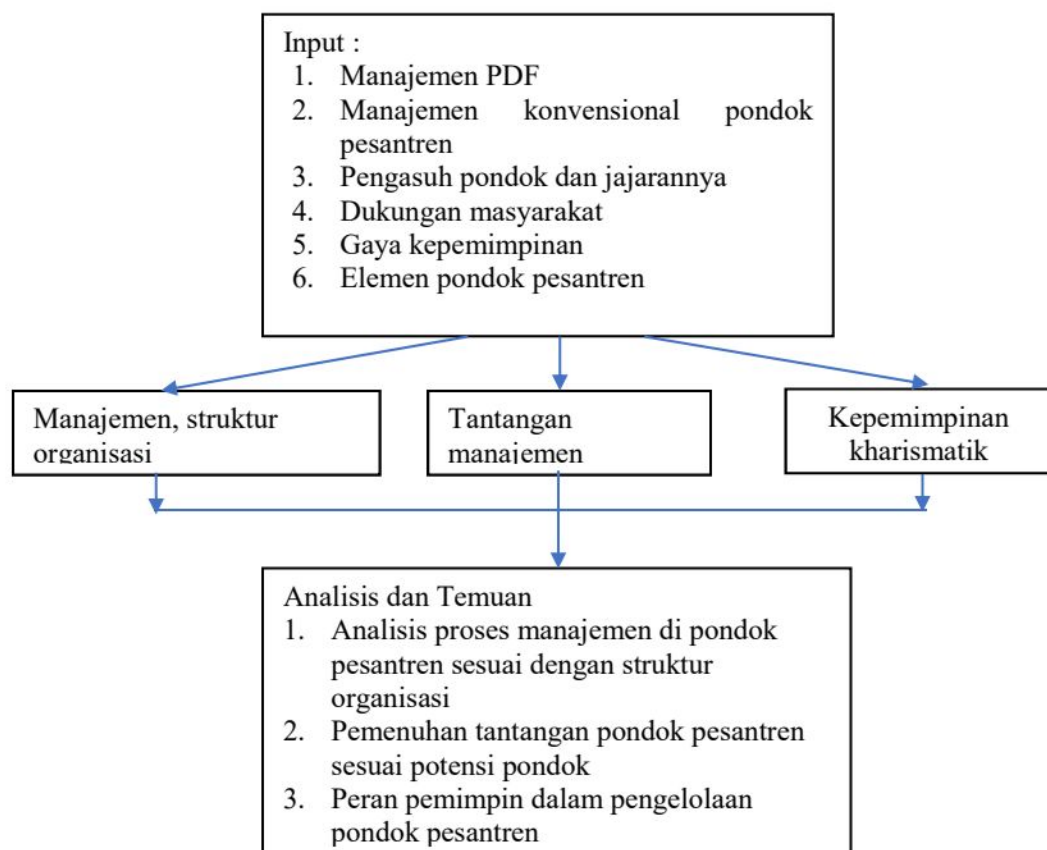 Input :
1. Manajemen PDF
2. Manajemen konvensional pondok
pesantren
3. Pengasuh pondok dan jajarannya
4. Dukungan masyarakat
5. Gaya kepemimpinan
6. Elemen pondok pesantren
Manajemen, struktur
organisasi
Tantangan
manajemen
Kepemimpinan
kharismatik
Analisis dan Temuan
1. Analisis proses manajemen di pondok
pesantren sesuai dengan struktur
organisasi
2. Pemenuhan tantangan pondok pesantren
sesuai potensi pondok
3. Peran pemimpin dalam pengelolaan
pondok pesantren